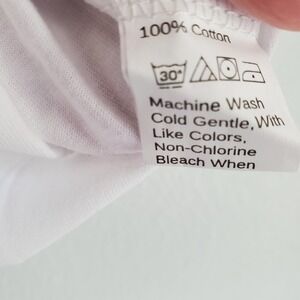 100% Cotton
30°
Machine Wash
Cold Gentle, With
Like Colors,
Non-Chlorine
Bleach When